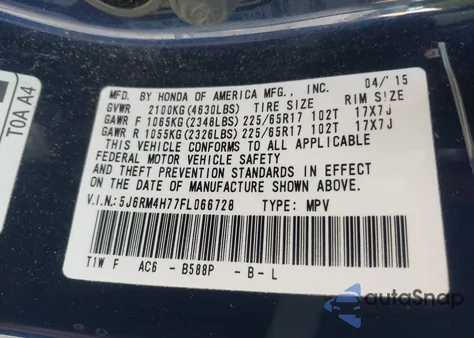 TOA A4
MFD. BY HONDA OF AMERICA MFG., INC. 04/'15
GVWR 2100KG(4630LBS) TIRE SIZE RIM SIZE
GAWR F 1065KG(2346LBS) 225/65R17 102T 17X7J
GAWR R 1055KG(2326LBS) 225/65R17 102T 17X7J
THIS VEHICLE CONFORMS TO ALL APPLICABLE
FEDERAL MOTOR VEHICLE SAFETY
AND THEFT PREVENTION STANDARDS IN EFFECT
ON THE DATE OF MANUFACTURE SHOWN ABOVE.
V.I.N.:5J6RM4H77FL066728 TYPE: MPV
T1W F AC6 -B588P -B-L
autoSnap